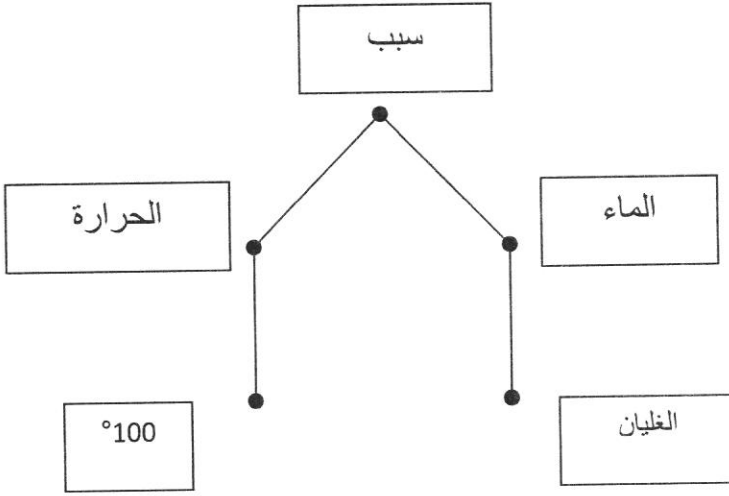 سبب
الماء
الحرارة
الغليان
100°